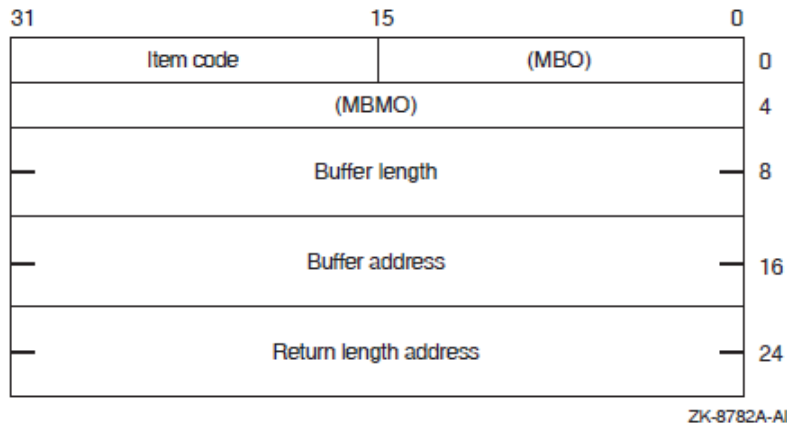 31 15 0
Item code (MBO) 0
(MBMO) 4
Buffer length 8
Buffer address 16
Return length address 24
ZK-8782A-AI